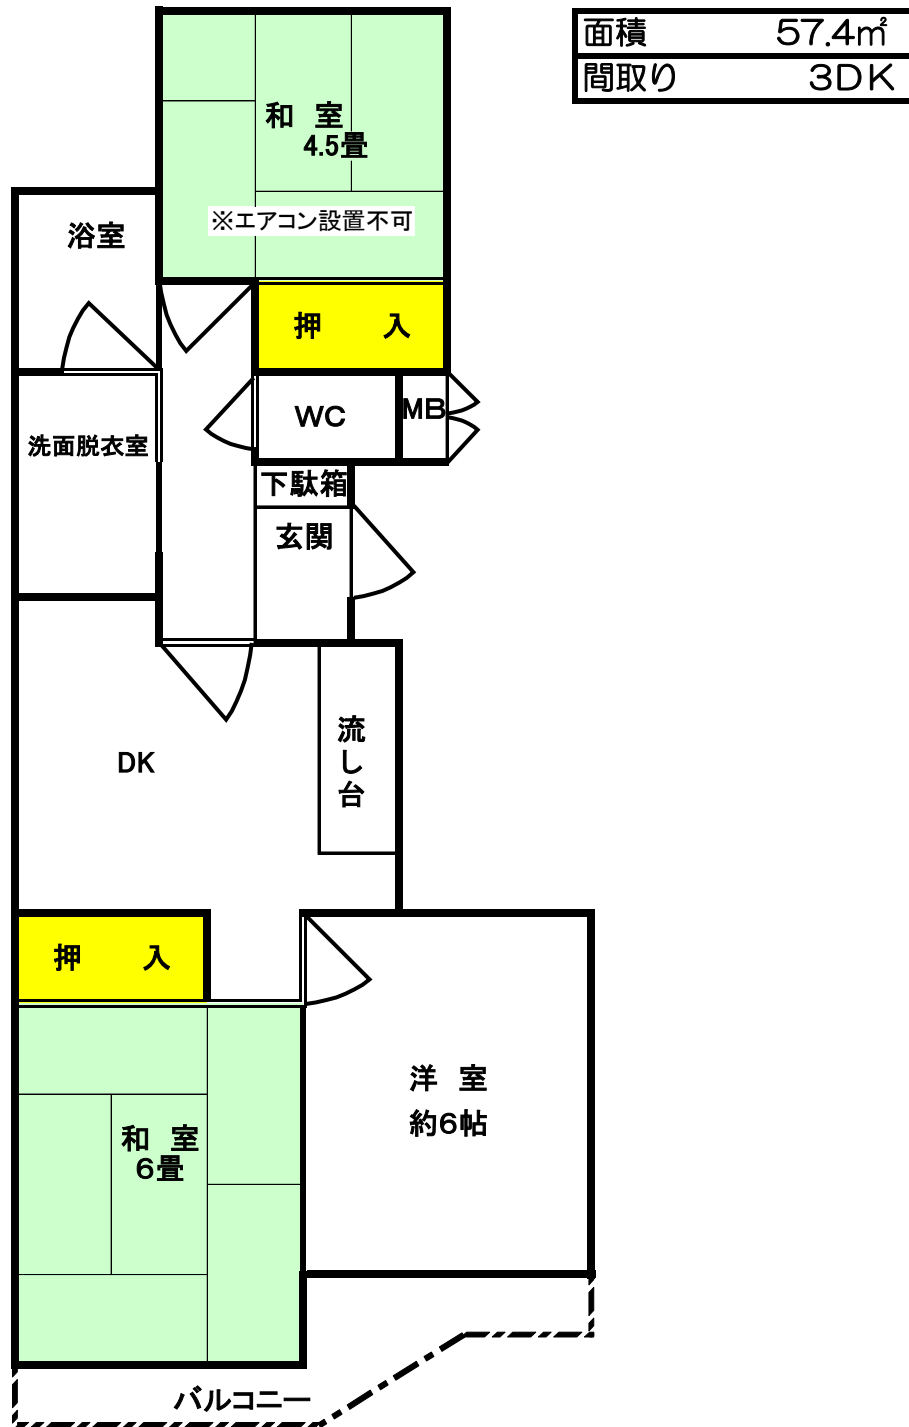 面積 57.4㎡
間取り 3DK
和 室
4.5畳
※エアコン設置不可
浴室
押 入
WC
MB
洗面脱衣室
下駄箱
玄関
流し台
DK
押 入
洋 室
約6帖
和 室
6畳
バルコニー